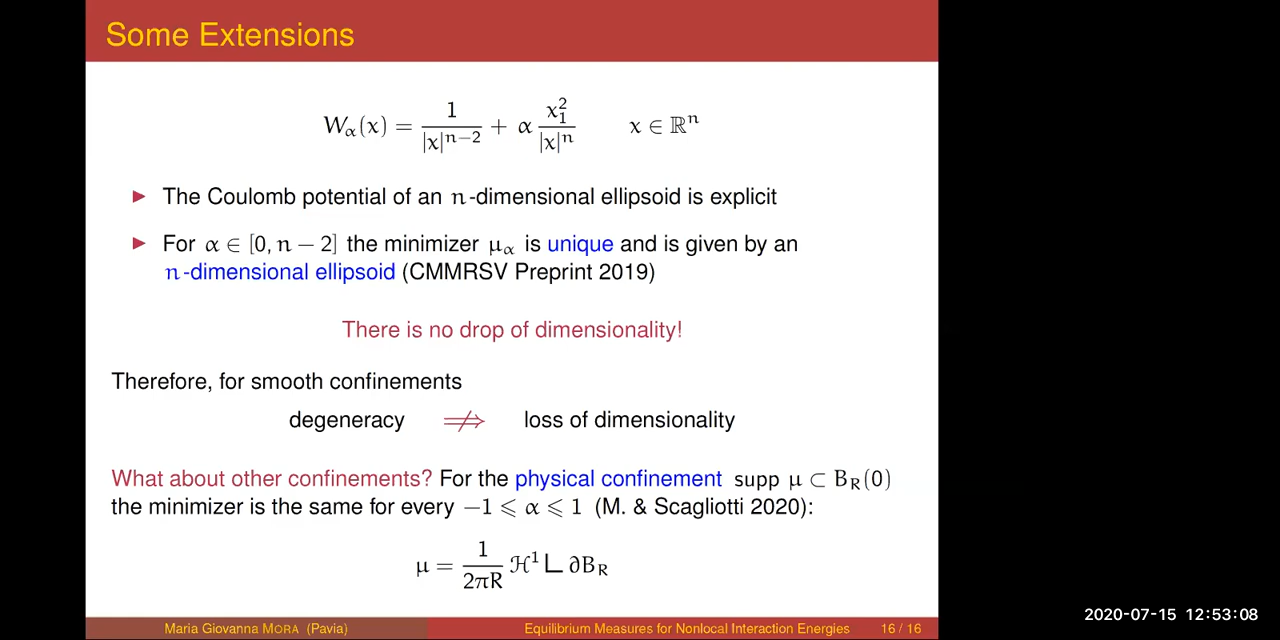 Some Extensions
W_α(x) = 1/|x|^{n−2} + α x_1^2/|x|^n x ∈ ℝ^n
▶ The Coulomb potential of an n-dimensional ellipsoid is explicit
▶ For α ∈ [0, n − 2] the minimizer μ_α is unique and is given by an
n-dimensional ellipsoid (CMMRSV Preprint 2019)
There is no drop of dimensionality!
Therefore, for smooth confinements
degeneracy ⇏ loss of dimensionality
What about other confinements? For the physical confinement supp μ ⊂ B_R(0)
the minimizer is the same for every −1 ⩽ α ⩽ 1 (M. & Scagliotti 2020):
μ = 1/(2πR) ℋ^1 ⌞ ∂B_R
Maria Giovanna MORA (Pavia) Equilibrium Measures for Nonlocal Interaction Energies 16 / 16
2020-07-15 12:53:08